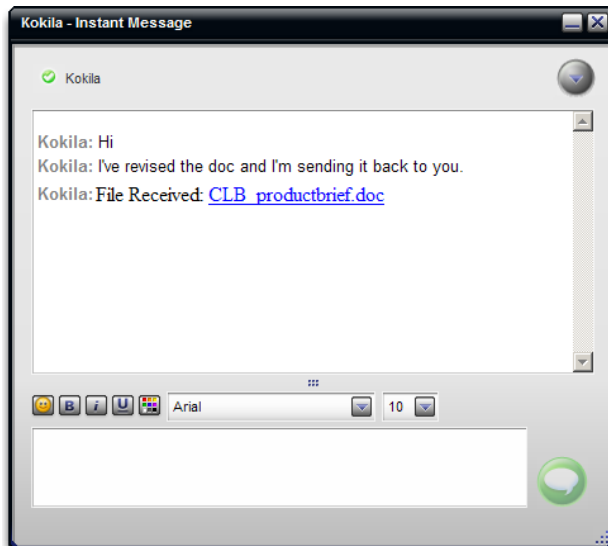 Kokila - Instant Message
Kokila
Kokila: Hi
Kokila: I've revised the doc and I'm sending it back to you.
Kokila: File Received: CLB_productbrief.doc
B i U Arial 10